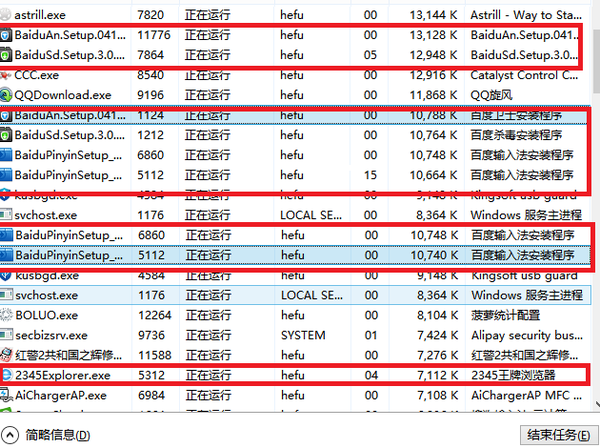 astrill.exe 7820 正在运行 hefu 00 13,144 K Astrill - Way to Sta...
BaiduAn.Setup.041... 11776 正在运行 hefu 00 13,128 K BaiduAn.Setup.041...
BaiduSd.Setup.3.0... 7864 正在运行 hefu 05 12,948 K BaiduSd.Setup.3.0...
CCC.exe 8540 正在运行 hefu 00 12,916 K Catalyst Control C...
QQDownload.exe 9196 正在运行 hefu 00 11,868 K QQ旋风
BaiduAn.Setup.041... 1124 正在运行 hefu 00 10,788 K 百度卫士安装程序
BaiduSd.Setup.3.0... 1212 正在运行 hefu 00 10,764 K 百度杀毒安装程序
BaiduPinyinSetup_... 6860 正在运行 hefu 00 10,748 K 百度输入法安装程序
BaiduPinyinSetup_... 5112 正在运行 hefu 15 10,664 K 百度输入法安装程序
kusbgd.exe 4584 正在运行 hefu 00 9,148 K Kingsoft usb guard
svchost.exe 1176 正在运行 LOCAL SE... 00 8,364 K Windows 服务主进程
BaiduPinyinSetup_... 6860 正在运行 hefu 00 10,748 K 百度输入法安装程序
BaiduPinyinSetup_... 5112 正在运行 hefu 00 10,740 K 百度输入法安装程序
kusbgd.exe 4584 正在运行 hefu 00 9,148 K Kingsoft usb guard
svchost.exe 1176 正在运行 LOCAL SE... 00 8,364 K Windows 服务主进程
BOLUO.exe 12264 正在运行 hefu 00 8,104 K 菠萝统计配置
secbizsrv.exe 9736 正在运行 SYSTEM 01 7,424 K Alipay security bus...
红警2共和国之辉修... 11588 正在运行 hefu 00 7,276 K 红警2共和国之辉修...
2345Explorer.exe 5312 正在运行 hefu 04 7,112 K 2345王牌浏览器
AiChargerAP.exe 6984 正在运行 hefu 00 7,108 K AiChargerAP MFC ...
简略信息(D)
结束任务(E)